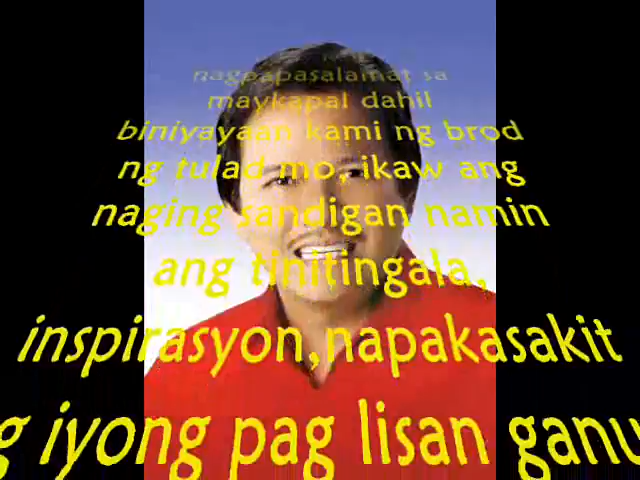 nagpapasalamat sa
maykapal dahil
biniyayaan kami ng brod
ng tulad mo, ikaw ang
naging sandigan namin
ang tinitingala,
inspirasyon,napakasakit
g iyong pag lisan ganu